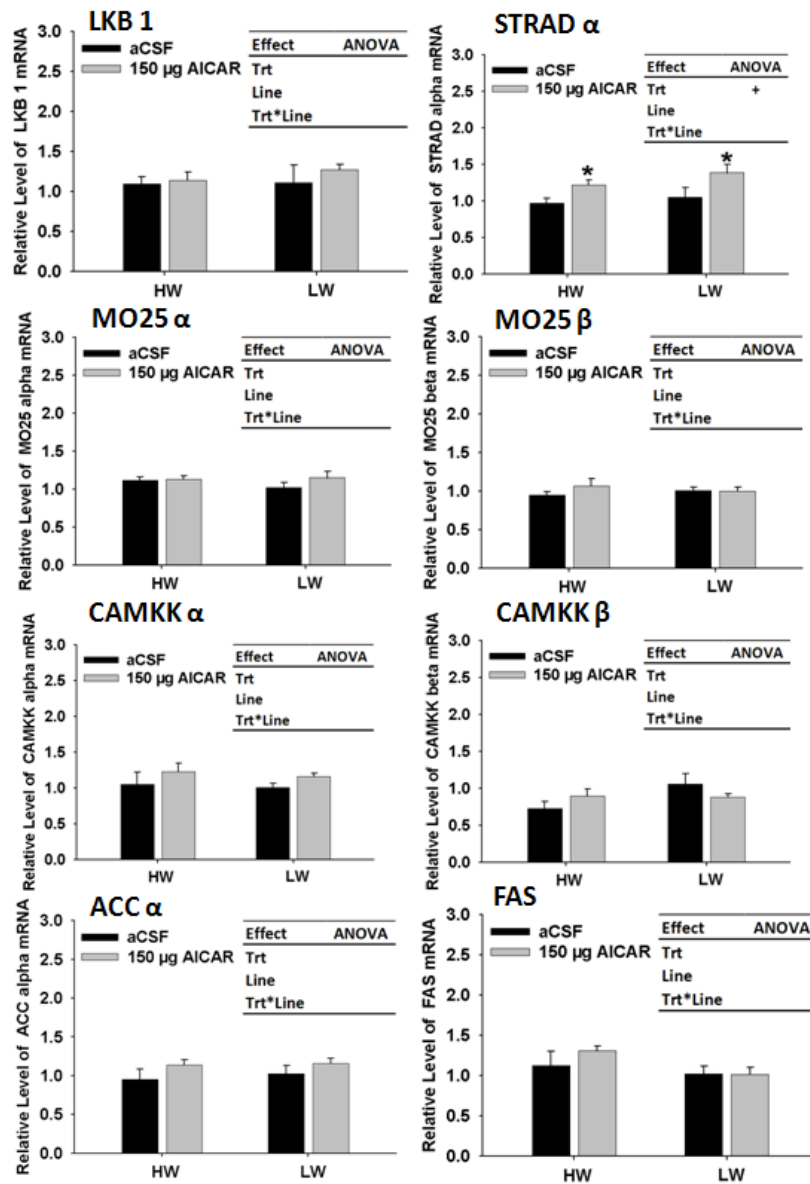 LKB 1
Relative Level of LKB 1 mRNA
3.0
2.5
2.0
1.5
1.0
0.5
0.0
aCSF
150 µg AICAR
Effect ANOVA
Trt
Line
Trt*Line
HW LW
STRAD α
Relative Level of STRAD alpha mRNA
3.0
2.5
2.0
1.5
1.0
0.5
0.0
aCSF
150 µg AICAR
Effect ANOVA
Trt +
Line
Trt*Line
* *
HW LW
MO25 α
Relative Level of MO25 alpha mRNA
3.0
2.5
2.0
1.5
1.0
0.5
0.0
aCSF
150 µg AICAR
Effect ANOVA
Trt
Line
Trt*Line
HW LW
MO25 β
Relative Level of MO25 beta mRNA
3.0
2.5
2.0
1.5
1.0
0.5
0.0
aCSF
150 µg AICAR
Effect ANOVA
Trt
Line
Trt*Line
HW LW
CAMKK α
Relative Level of CAMKK alpha mRNA
3.0
2.5
2.0
1.5
1.0
0.5
0.0
aCSF
150 µg AICAR
Effect ANOVA
Trt
Line
Trt*Line
HW LW
CAMKK β
Relative Level of CAMKK beta mRNA
3.0
2.5
2.0
1.5
1.0
0.5
0.0
aCSF
150 µg AICAR
Effect ANOVA
Trt
Line
Trt*Line
HW LW
ACC α
Relative Level of ACC alpha mRNA
3.0
2.5
2.0
1.5
1.0
0.5
0.0
aCSF
150 µg AICAR
Effect ANOVA
Trt
Line
Trt*Line
HW LW
FAS
Relative Level of FAS mRNA
3.0
2.5
2.0
1.5
1.0
0.5
0.0
aCSF
150 µg AICAR
Effect ANOVA
Trt
Line
Trt*Line
HW LW